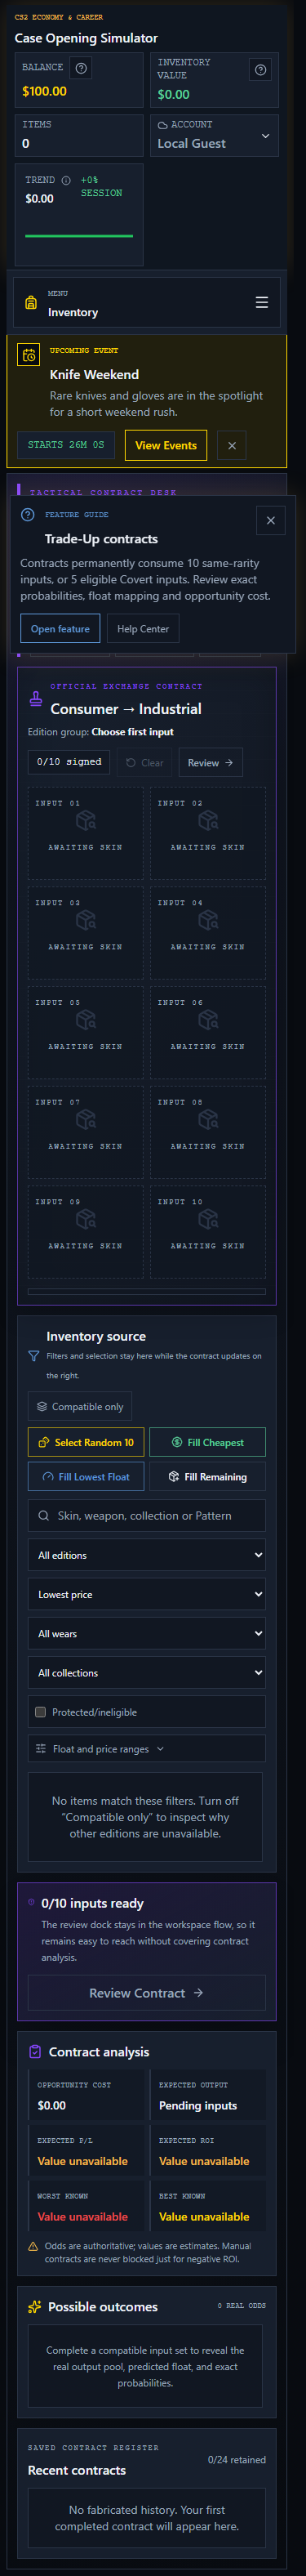 CS2 ECONOMY & CAREER
Case Opening Simulator
BALANCE
$100.00
INVENTORY
VALUE
$0.00
ITEMS
0
ACCOUNT
Local Guest
TREND
$0.00
+0%
SESSION
MENU
Inventory
UPCOMING EVENT
Knife Weekend
Rare knives and gloves are in the spotlight
for a short weekend rush.
STARTS 26M 0S
View Events
TACTICAL CONTRACT DESK
FEATURE GUIDE
Trade-Up contracts
Contracts permanently consume 10 same-rarity
inputs, or 5 eligible Covert inputs. Review exact
probabilities, float mapping and opportunity cost.
Open feature
Help Center
OFFICIAL EXCHANGE CONTRACT
Consumer → Industrial
Edition group: Choose first input
0/10 signed
Clear
Review →
INPUT 01
AWAITING SKIN
INPUT 02
AWAITING SKIN
INPUT 03
AWAITING SKIN
INPUT 04
AWAITING SKIN
INPUT 05
AWAITING SKIN
INPUT 06
AWAITING SKIN
INPUT 07
AWAITING SKIN
INPUT 08
AWAITING SKIN
INPUT 09
AWAITING SKIN
INPUT 10
AWAITING SKIN
Inventory source
Filters and selection stay here while the contract updates on
the right.
Compatible only
Select Random 10
Fill Cheapest
Fill Lowest Float
Fill Remaining
Skin, weapon, collection or Pattern
All editions
Lowest price
All wears
All collections
Protected/ineligible
Float and price ranges
No items match these filters. Turn off
"Compatible only" to inspect why
other editions are unavailable.
0/10 inputs ready
The review dock stays in the workspace flow, so it
remains easy to reach without covering contract
analysis.
Review Contract →
Contract analysis
OPPORTUNITY COST
$0.00
EXPECTED OUTPUT
Pending inputs
EXPECTED P/L
Value unavailable
EXPECTED ROI
Value unavailable
WORST KNOWN
Value unavailable
BEST KNOWN
Value unavailable
Odds are authoritative; values are estimates. Manual
contracts are never blocked just for negative ROI.
Possible outcomes
0 REAL ODDS
Complete a compatible input set to reveal the
real output pool, predicted float, and exact
probabilities.
SAVED CONTRACT REGISTER
Recent contracts
0/24 retained
No fabricated history. Your first
completed contract will appear here.